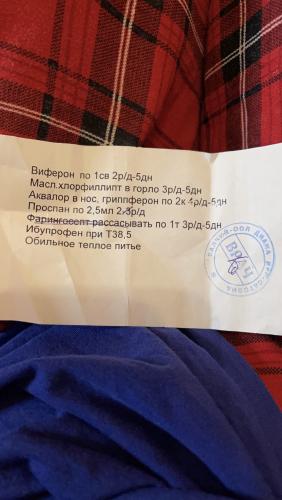 Виферон по 1св 2р/д-5дн
Масл.хлорфиллипт в горло 3р/д-5дн
Аквалор в нос, гриппферон по 2к 4р/д-5дн
Проспан по 2,5мл 2-3р/д
Фарингосепт рассасывать по 1т 3р/д-5дн
Ибупрофен при Т38,5
Обильное теплое питье
ВРАЧ